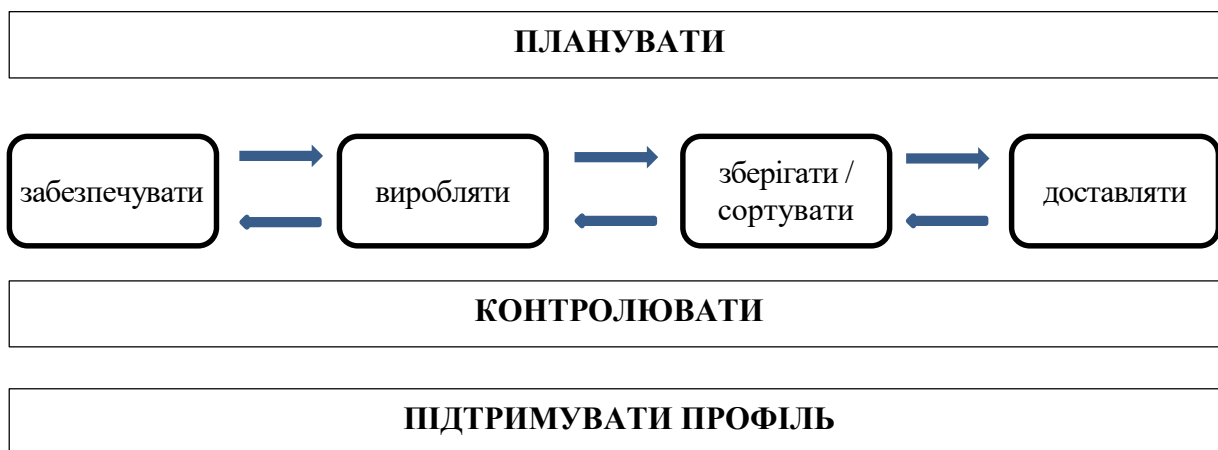 ПЛАНУВАТИ
забезпечувати
виробляти
зберігати /
сортувати
доставляти
КОНТРОЛЮВАТИ
ПІДТРИМУВАТИ ПРОФІЛЬ